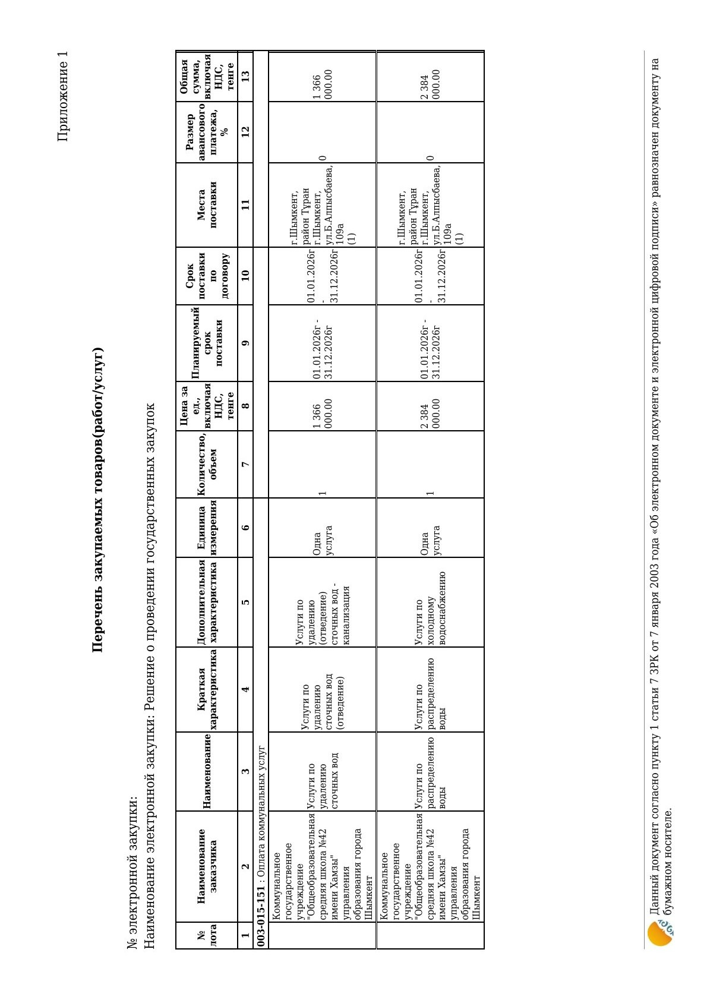 Приложение 1
Перечень закупаемых товаров(работ/услуг)
№ электронной закупки:
Наименование электронной закупки: Решение о проведении государственных закупок
№
лота
Наименование
заказчика
Наименование
Краткая
характеристика
Дополнительная
характеристика
Единица
измерения
Количество,
объем
Цена за
ед.,
включая
НДС,
тенге
Планируемый
срок
поставки
Срок
поставки
по
договору
Места
поставки
Размер
авансового
платежа,
%
Общая
сумма,
включая
НДС,
тенге
1 2 3 4 5 6 7 8 9 10 11 12 13
003-015-151 : Оплата коммунальных услуг
Коммунальное
государственное
учреждение
"Общеобразовательная
средняя школа №42
имени Хамзы"
управления
образования города
Шымкент
Услуги по
удалению
сточных вод
Услуги по
удалению
сточных вод
(отведение)
Услуги по
удалению
(отведение)
сточных вод -
канализация
Одна
услуга
1
1 366
000.00
01.01.2026г -
31.12.2026г
01.01.2026г
-
31.12.2026г
г.Шымкент,
район Тұран
г.Шымкент,
ул.Б.Алпысбаева,
109а
(1)
0
1 366
000.00
Коммунальное
государственное
учреждение
"Общеобразовательная
средняя школа №42
имени Хамзы"
управления
образования города
Шымкент
Услуги по
распределению
воды
Услуги по
распределению
воды
Услуги по
холодному
водоснабжению
Одна
услуга
1
2 384
000.00
01.01.2026г -
31.12.2026г
01.01.2026г
-
31.12.2026г
г.Шымкент,
район Тұран
г.Шымкент,
ул.Б.Алпысбаева,
109а
(1)
0
2 384
000.00
Данный документ согласно пункту 1 статьи 7 ЗРК от 7 января 2003 года «Об электронном документе и электронной цифровой подписи» равнозначен документу на
бумажном носителе.